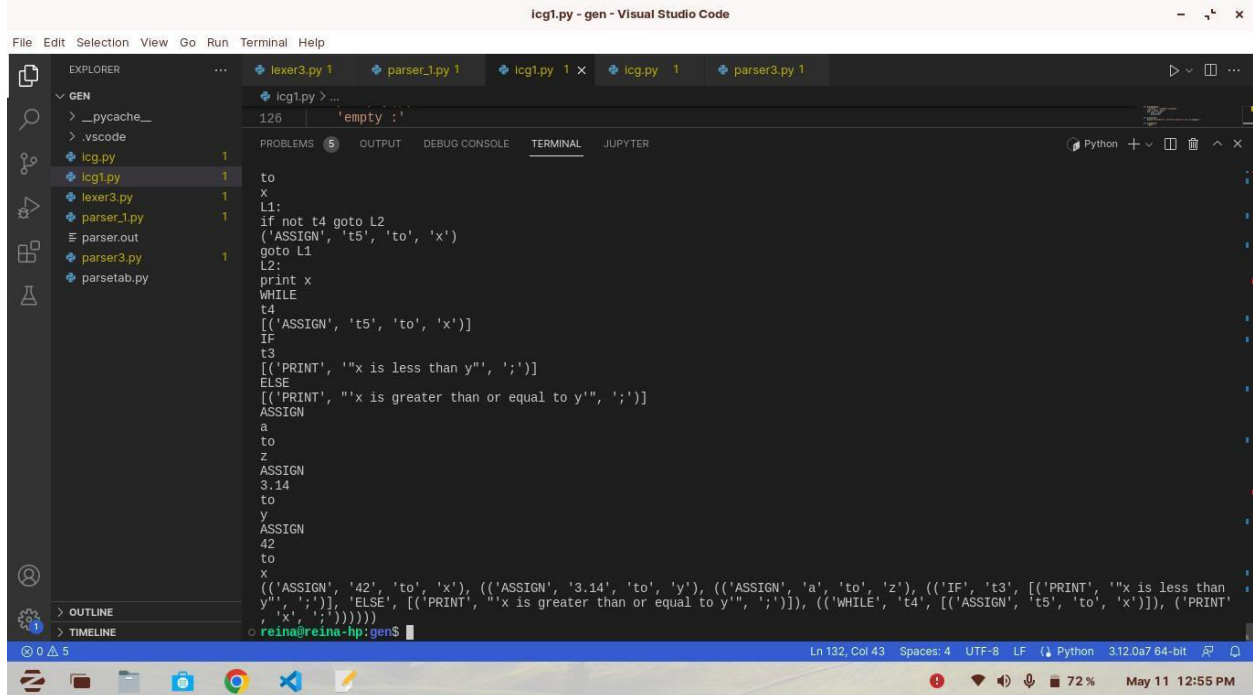 icg1.py - gen - Visual Studio Code
File Edit Selection View Go Run Terminal Help
EXPLORER
lexer3.py 1 parser_1.py 1 icg1.py 1 icg.py 1 parser3.py 1
GEN
icg1.py > ...
__pycache__
126 'empty :'
.vscode
PROBLEMS 5 OUTPUT DEBUG CONSOLE TERMINAL JUPYTER Python
icg.py 1
icg1.py 1
lexer3.py 1
parser_1.py 1
parser.out
parser3.py 1
parsetab.py
to
x
L1:
if not t4 goto L2
('ASSIGN', 't5', 'to', 'x')
goto L1
L2:
print x
WHILE
t4
[('ASSIGN', 't5', 'to', 'x')]
IF
t3
[('PRINT', '"x is less than y"', ';')]
ELSE
[('PRINT', "'x is greater than or equal to y'", ';')]
ASSIGN
a
to
z
ASSIGN
3.14
to
y
ASSIGN
42
to
x
(('ASSIGN', '42', 'to', 'x'), (('ASSIGN', '3.14', 'to', 'y'), (('ASSIGN', 'a', 'to', 'z'), (('IF', 't3', [('PRINT', '"x is less than
y"', ';')], 'ELSE', [('PRINT', "'x is greater than or equal to y'", ';')]), (('WHILE', 't4', [('ASSIGN', 't5', 'to', 'x')]), ('PRINT'
, 'x', ';'))))))
reina@reina-hp:gen$
1
OUTLINE
TIMELINE
0 5 Ln 132, Col 43 Spaces: 4 UTF-8 LF Python 3.12.0a7 64-bit
72 % May 11 12:55 PM